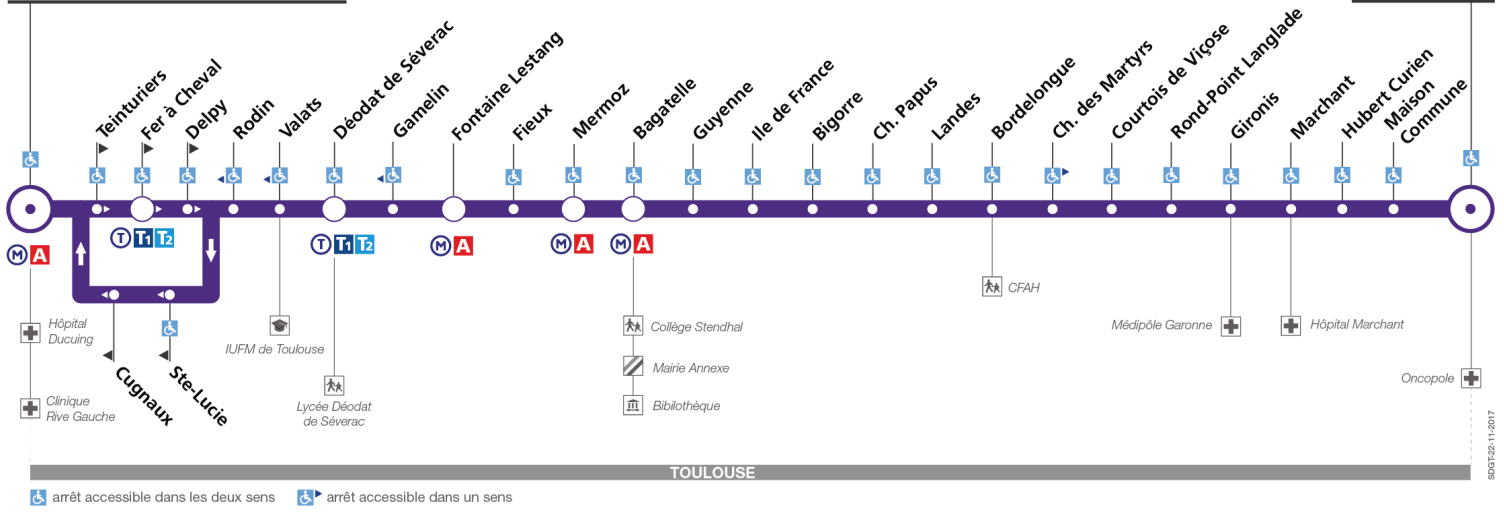 Teinturiers
Fer à Cheval
Delpy
Rodin
Valats
Déodat de Séverac
Gamelin
Fontaine Lestang
Fieux
Mermoz
Bagatelle
Guyenne
Ile de France
Bigorre
Ch. Papus
Landes
Bordelongue
Ch. des Martyrs
Courtois de Viçose
Rond-Point Langlade
Gironis
Marchant
Hubert Curien
Maison
Commune
M A
T T1 T2
T T1 T2
M A
M A
M A
Hôpital
Ducuing
Clinique
Rive Gauche
Cugnaux
Ste-Lucie
IUFM de Toulouse
Lycée Déodat
de Séverac
Collège Stendhal
Mairie Annexe
Bibilothèque
CFAH
Médipôle Garonne
Hôpital Marchant
Oncopole
SDGT-22-11-2017
TOULOUSE
arrêt accessible dans les deux sens
arrêt accessible dans un sens